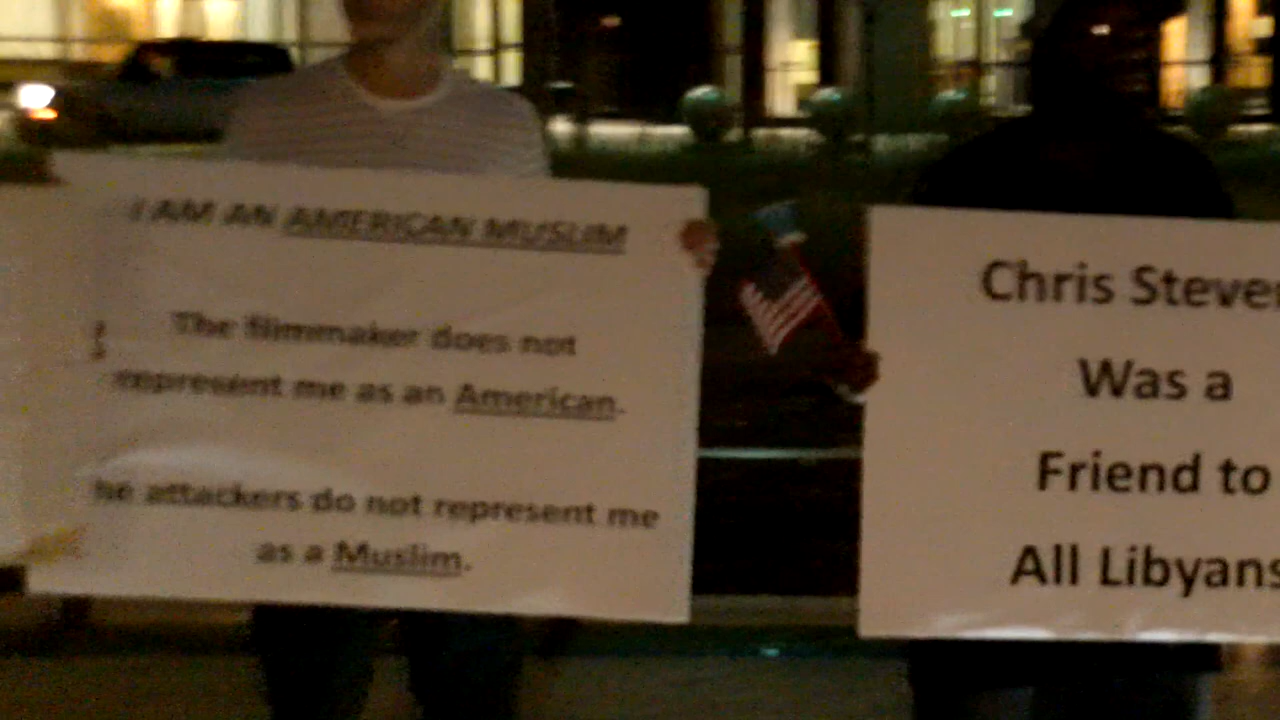 I AM AN AMERICAN MUSLIM
The filmmaker does not
represent me as an American.
he attackers do not represent me
as a Muslim.
Chris Steve
Was a
Friend to
All Libyans